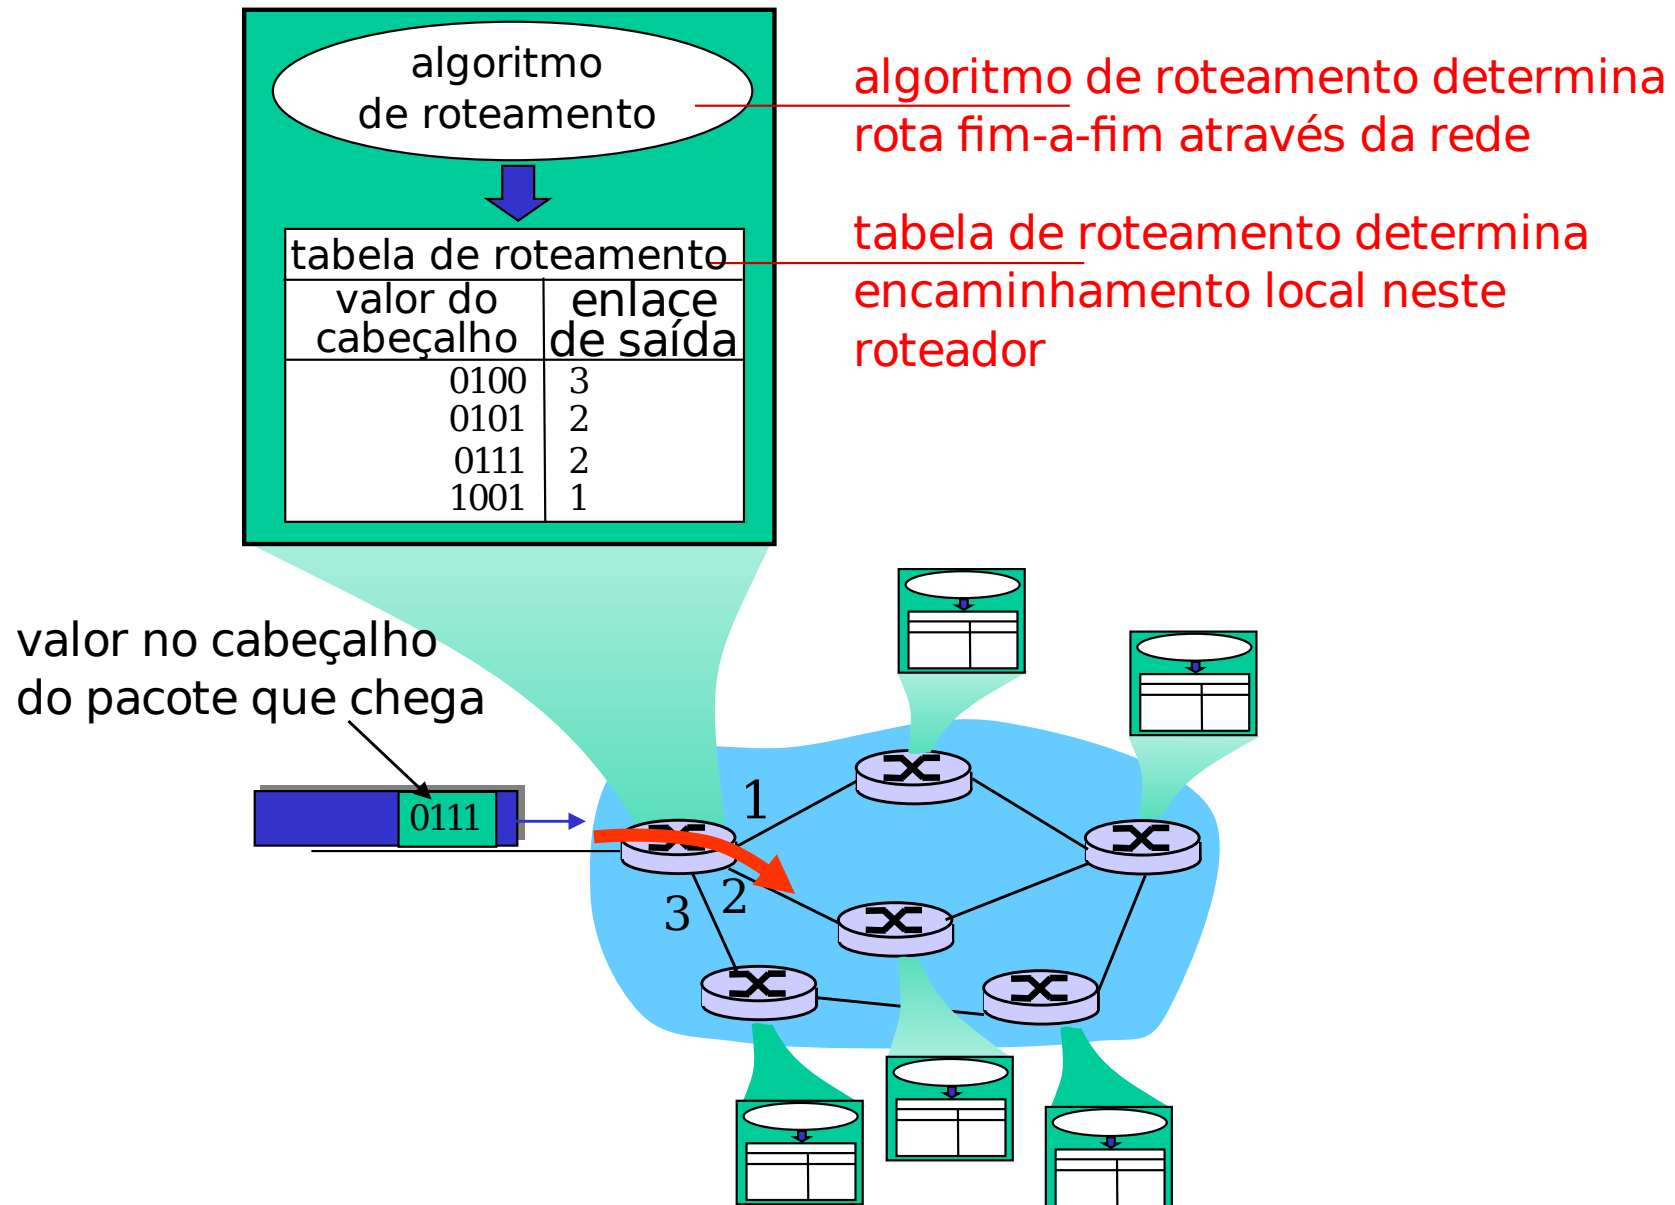 algoritmo
de roteamento
algoritmo de roteamento determina
rota fim-a-fim através da rede
tabela de roteamento determina
encaminhamento local neste
roteador
tabela de roteamento
valor do
cabeçalho
enlace
de saída
0100 3
0101 2
0111 2
1001 1
valor no cabeçalho
do pacote que chega
0111
1
2
3